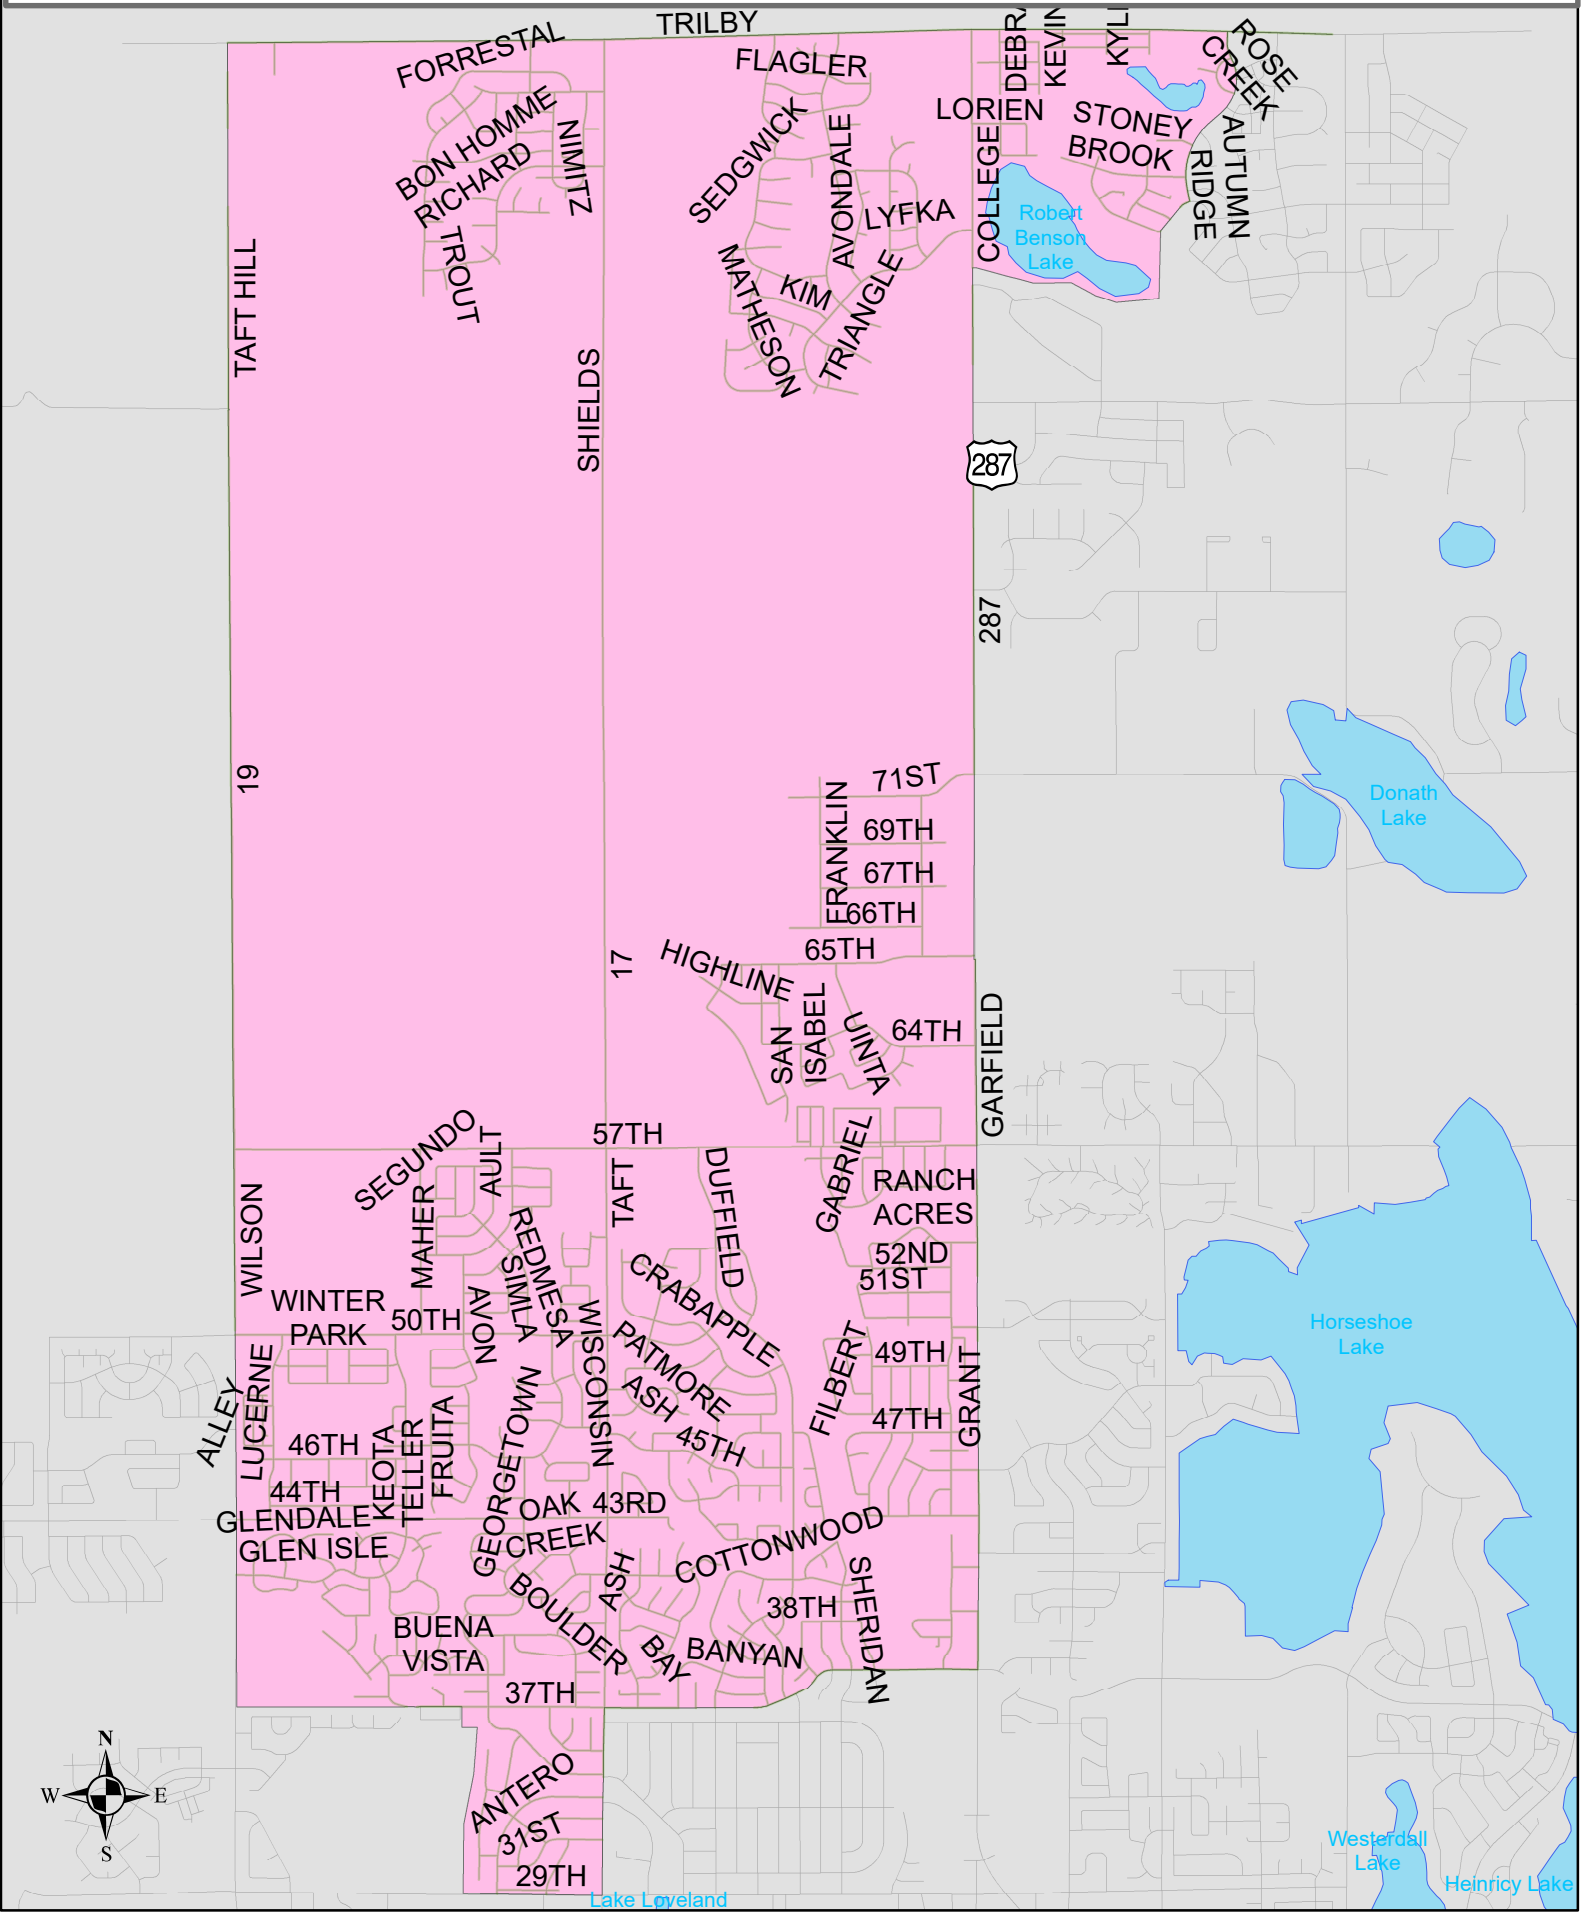 TRILBY
FORRESTAL
FLAGLER
DEBR
KEVIN
KYLI
ROSE
CREEK
LORIEN
STONEY
BROOK
BON HOMME
RICHARD
NIMITZ
SEDGWICK
AVONDALE
COLLEGE
AUTUMN
RIDGE
LYFKA
Robert
Benson
Lake
TROUT
TAFT HILL
MATHESON
KIM
TRIANGLE
SHIELDS
287
287
19
71ST
FRANKLIN
69TH
67TH
66TH
65TH
Donath
Lake
17
HIGHLINE
SAN
ISABEL
UINTA
64TH
GARFIELD
57TH
SEGUNDO
AULT
MAHER
TAFT
DUFFIELD
GABRIEL
RANCH
ACRES
WILSON
REDMESA
SIMLA
52ND
51ST
CRABAPPLE
WINTER
PARK
50TH
AVON
WISCONSIN
PATMORE
ASH
FILBERT
49TH
GRANT
Horseshoe
Lake
ALLEY
LUCERNE
46TH
KEOTA
TELLER
FRUITA
GEORGETOWN
45TH
47TH
44TH
GLENDALE
GLEN ISLE
OAK
CREEK
43RD
COTTONWOOD
ASH
BOULDER
SHERIDAN
38TH
BUENA
VISTA
BAY
BANYAN
37TH
N
W
E
S
ANTERO
31ST
29TH
Lake Loveland
Westerdall
Lake
Heinricy Lake